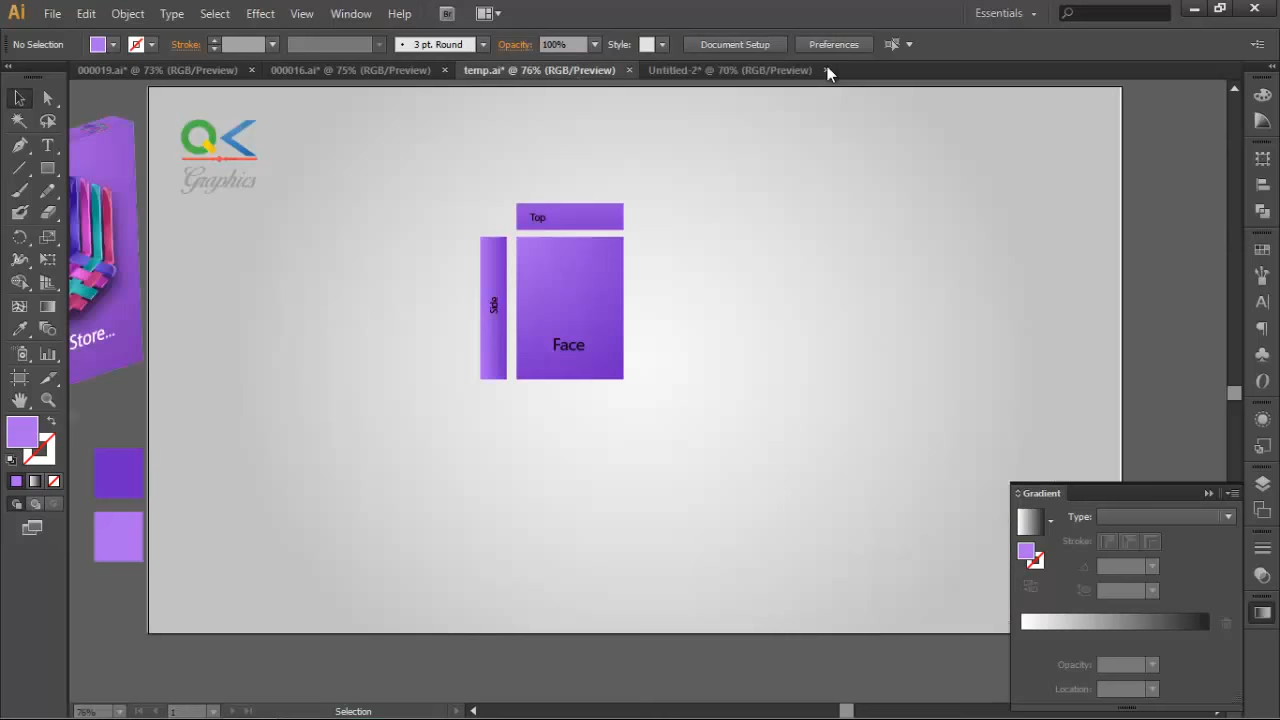 Ai File Edit Object Type Select Effect View Window Help Br Essentials
No Selection Stroke: 3 pt. Round Opacity: 100% Style: Document Setup Preferences
000019.ai* @ 73% (RGB/Preview) × 000016.ai* @ 75% (RGB/Preview) × temp.ai* @ 76% (RGB/Preview) × Untitled-2* @ 70% (RGB/Preview)
QK
Graphics
Top
Side
Face
Store...
Gradient
Type:
Stroke:
Opacity:
Location:
76% 1 Selection